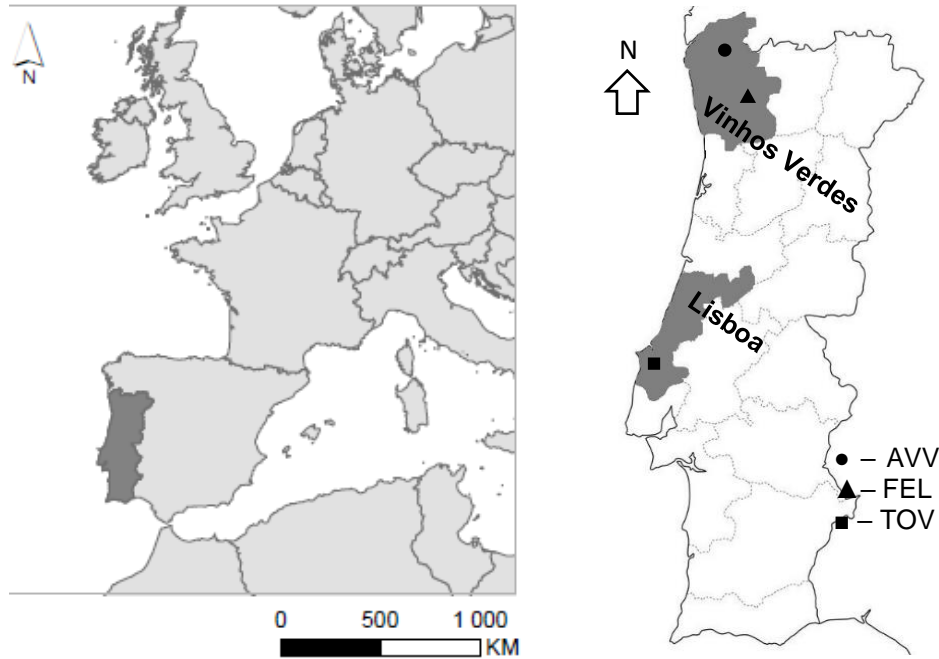 N
0 500 1 000
KM
N
Vinhos Verdes
Lisboa
– AVV
– FEL
– TOV